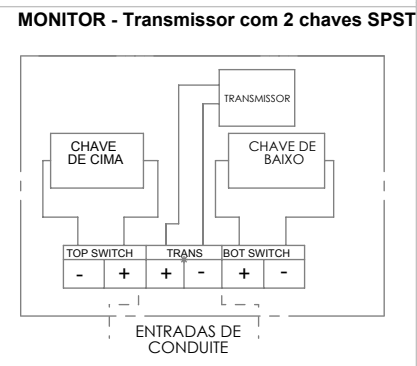 MONITOR - Transmissor com 2 chaves SPST
TRANSMISSOR
CHAVE
DE CIMA
CHAVE DE
BAIXO
TOP SWITCH TRANS BOT SWITCH
- + + - + -
ENTRADAS DE
CONDUITE